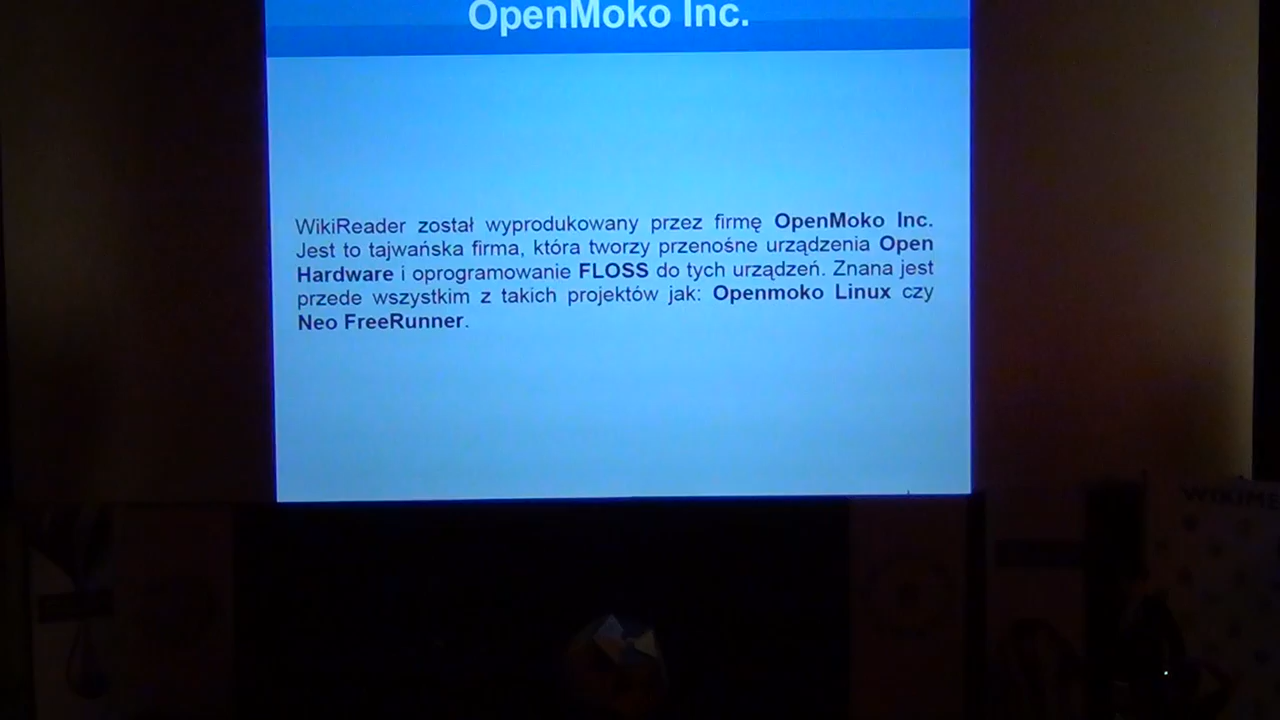 OpenMoko Inc.
WikiReader został wyprodukowany przez firmę OpenMoko Inc.
Jest to tajwańska firma, która tworzy przenośne urządzenia Open
Hardware i oprogramowanie FLOSS do tych urządzeń. Znana jest
przede wszystkim z takich projektów jak: Openmoko Linux czy
Neo FreeRunner.